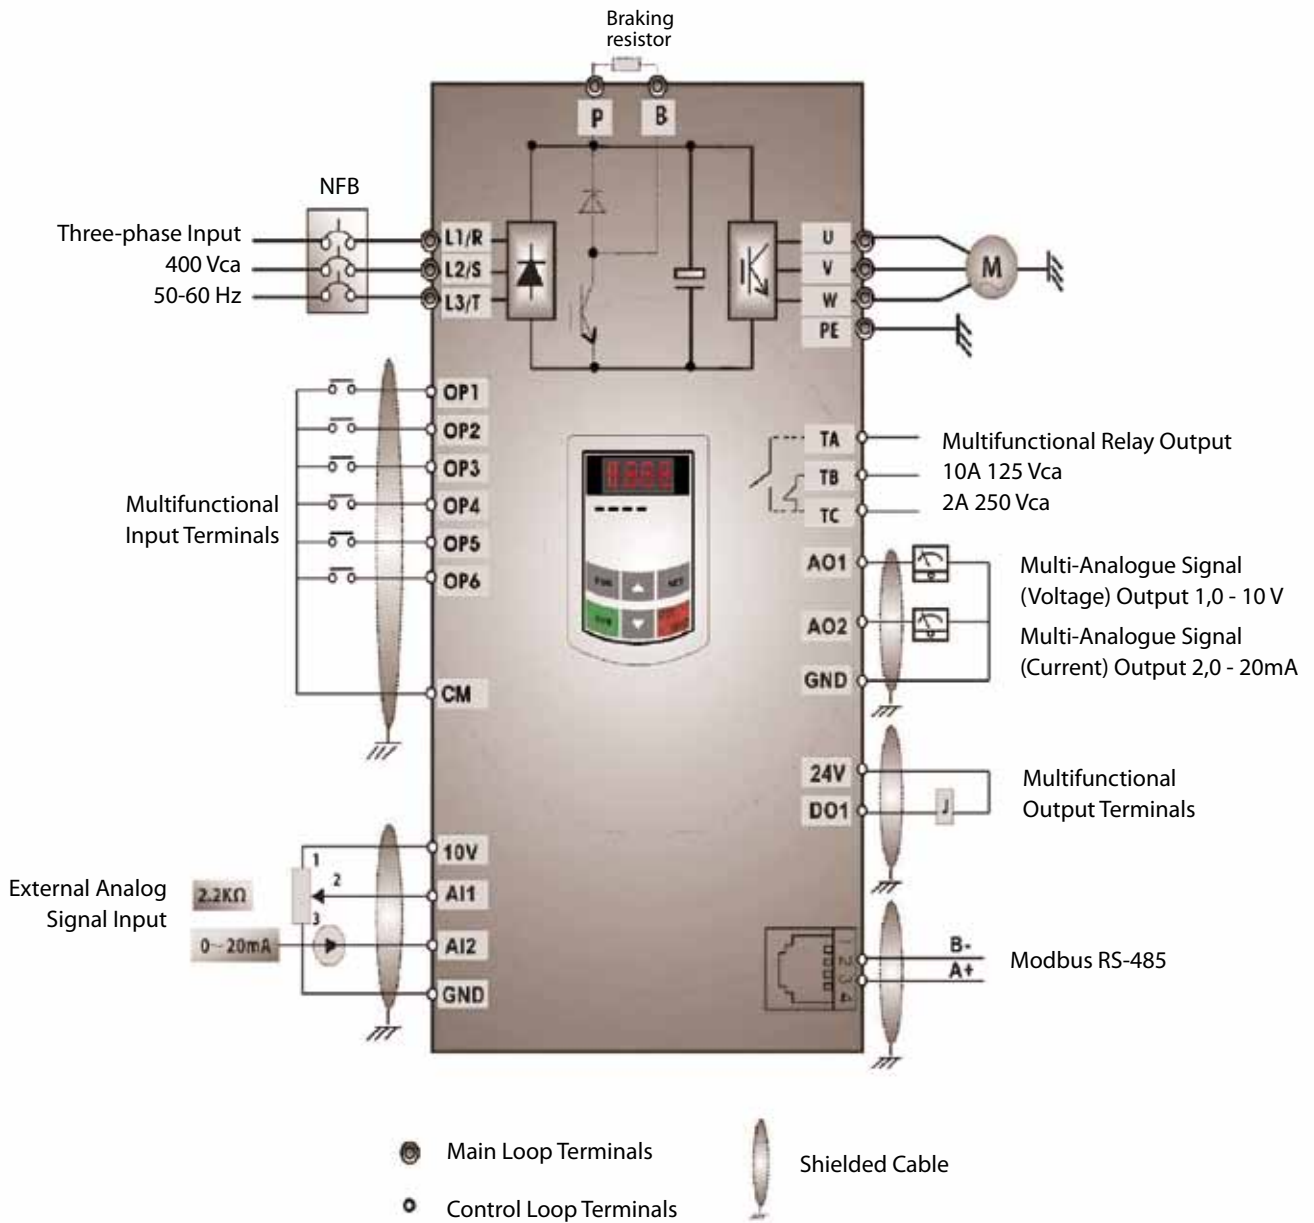 Braking
resistor
P B
NFB
Three-phase Input
400 Vca
50-60 Hz
L1/R
L2/S
L3/T
U
V
W
PE
M
Multifunctional
Input Terminals
OP1
OP2
OP3
OP4
OP5
OP6
CM
TA
TB
TC
Multifunctional Relay Output
10A 125 Vca
2A 250 Vca
AO1
AO2
GND
Multi-Analogue Signal
(Voltage) Output 1,0 - 10 V
Multi-Analogue Signal
(Current) Output 2,0 - 20mA
24V
DO1
J
Multifunctional
Output Terminals
External Analog
Signal Input
2.2KΩ
0~20mA
1
2
3
10V
AI1
AI2
GND
1
2
3
4
B-
A+
Modbus RS-485
Main Loop Terminals
Control Loop Terminals
Shielded Cable